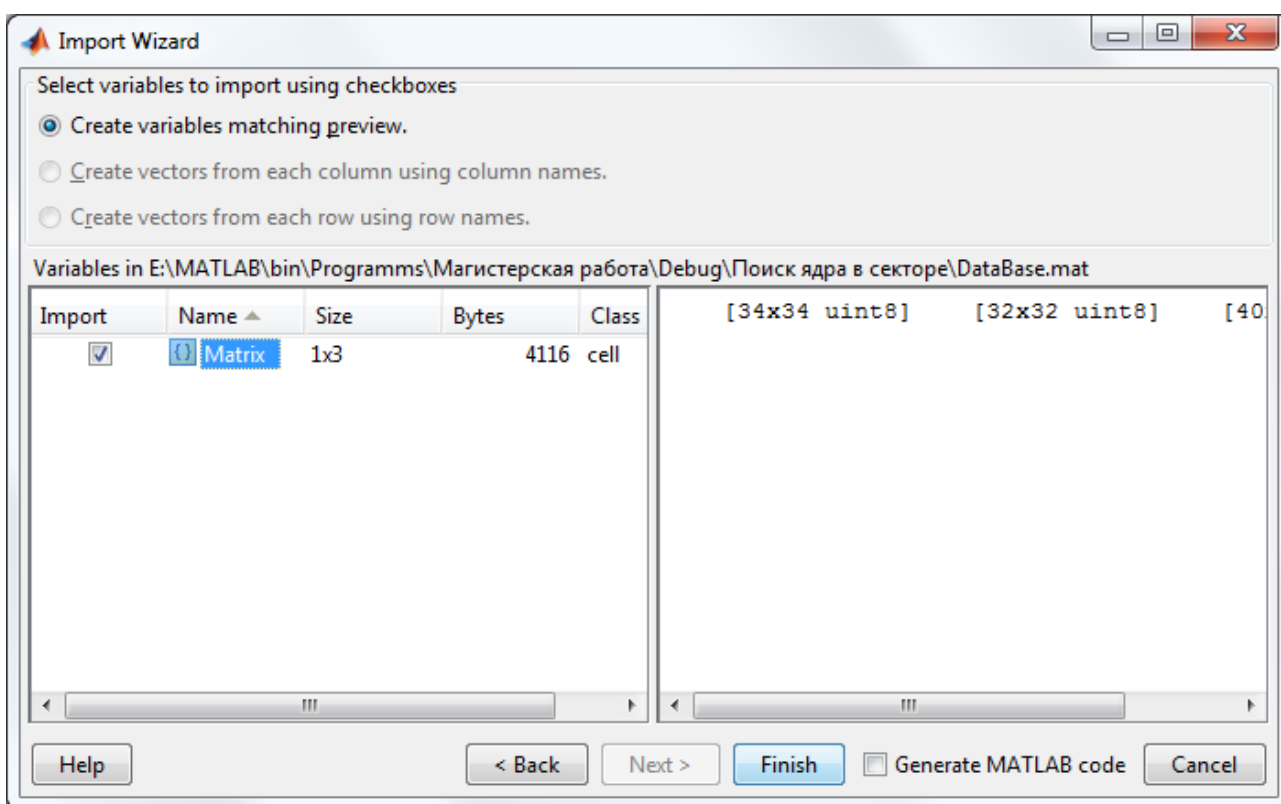 Import Wizard
Select variables to import using checkboxes
Create variables matching preview.
Create vectors from each column using column names.
Create vectors from each row using row names.
Variables in E:\MATLAB\bin\Programms\Магистерская работа\Debug\Поиск ядра в секторе\DataBase.mat
Import Name Size Bytes Class
Matrix 1x3 4116 cell
[34x34 uint8] [32x32 uint8] [40
Help < Back Next > Finish Generate MATLAB code Cancel